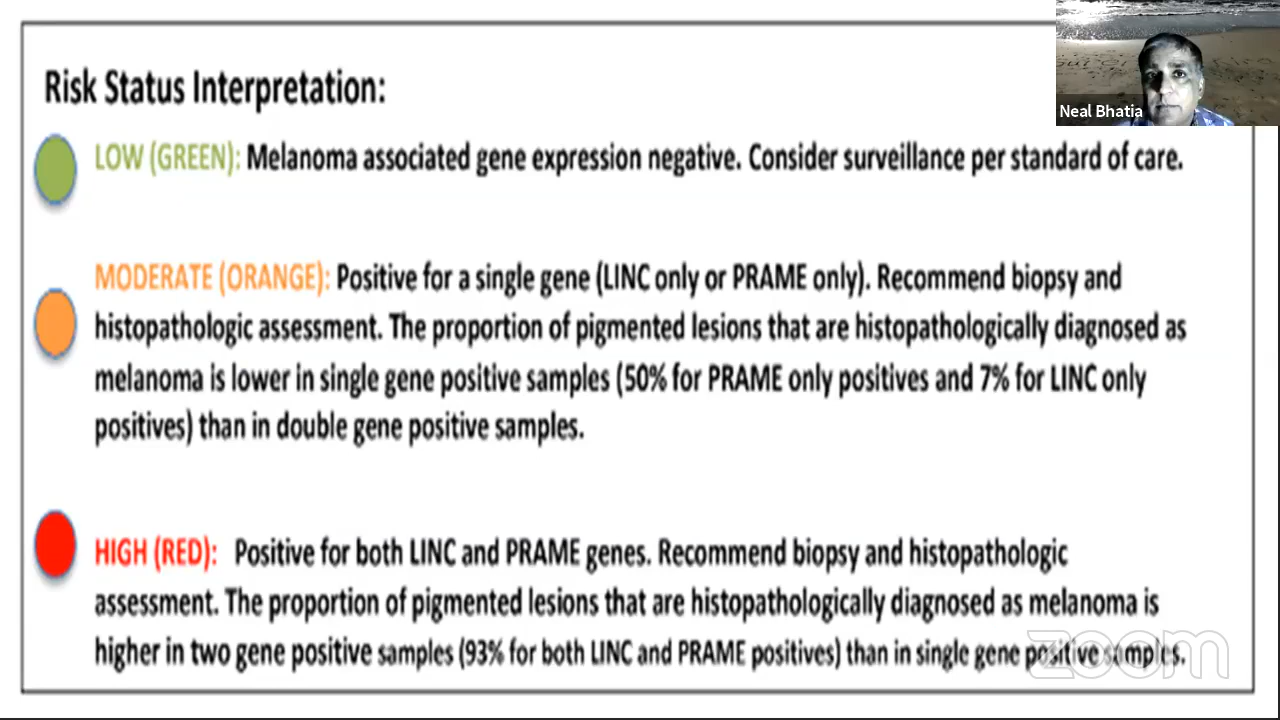 Risk Status Interpretation:
Neal Bhatia
LOW (GREEN): Melanoma associated gene expression negative. Consider surveillance per standard of care.
MODERATE (ORANGE): Positive for a single gene (LINC only or PRAME only). Recommend biopsy and
histopathologic assessment. The proportion of pigmented lesions that are histopathologically diagnosed as
melanoma is lower in single gene positive samples (50% for PRAME only positives and 7% for LINC only
positives) than in double gene positive samples.
HIGH (RED): Positive for both LINC and PRAME genes. Recommend biopsy and histopathologic
assessment. The proportion of pigmented lesions that are histopathologically diagnosed as melanoma is
higher in two gene positive samples (93% for both LINC and PRAME positives) than in single gene positive samples.
zoom